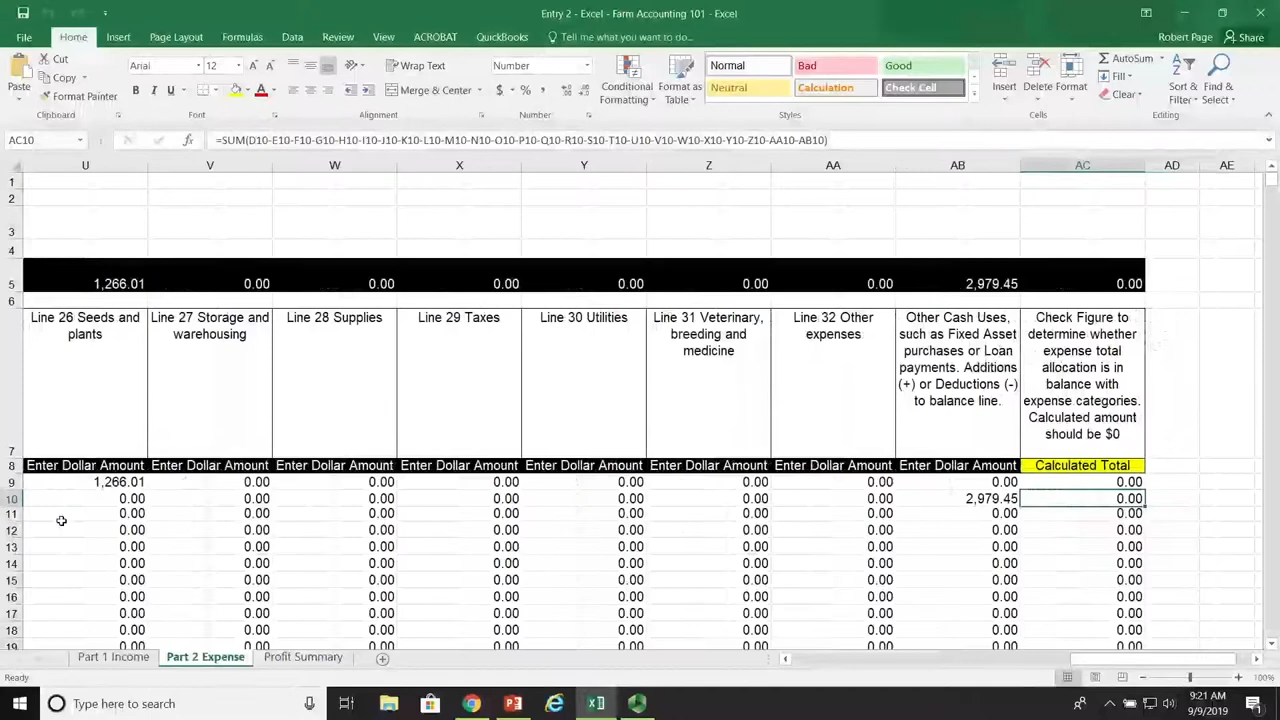 Entry 2 - Excel - Farm Accounting 101 - Excel
File Home Insert Page Layout Formulas Data Review View ACROBAT QuickBooks Tell me what you want to do... Robert Page Share
Paste Cut Copy Format Painter Clipboard
Arial 12 B I U A Font
Wrap Text Merge & Center Alignment
Number $ % , Number
Conditional Formatting Format as Table Normal Bad Good Neutral Calculation Check Cell Styles
Insert Delete Format Cells
AutoSum Fill Clear Sort & Filter Find & Select Editing
AC10 fx =SUM(D10-E10-F10-G10-H10-I10-J10-K10-L10-M10-N10-O10-P10-Q10-R10-S10-T10-U10-V10-W10-X10-Y10-Z10-AA10-AB10)
U V W X Y Z AA AB AC AD AE
1
2
3
4
5 1,266.01 0.00 0.00 0.00 0.00 0.00 0.00 2,979.45 0.00
6
Line 26 Seeds and plants
Line 27 Storage and warehousing
Line 28 Supplies
Line 29 Taxes
Line 30 Utilities
Line 31 Veterinary, breeding and medicine
Line 32 Other expenses
Other Cash Uses, such as Fixed Asset purchases or Loan payments. Additions (+) or Deductions (-) to balance line.
Check Figure to determine whether expense total allocation is in balance with expense categories. Calculated amount should be $0
7
8 Enter Dollar Amount Enter Dollar Amount Enter Dollar Amount Enter Dollar Amount Enter Dollar Amount Enter Dollar Amount Enter Dollar Amount Enter Dollar Amount Calculated Total
9 1,266.01 0.00 0.00 0.00 0.00 0.00 0.00 0.00 0.00
10 0.00 0.00 0.00 0.00 0.00 0.00 0.00 2,979.45 0.00
11 0.00 0.00 0.00 0.00 0.00 0.00 0.00 0.00 0.00
12 0.00 0.00 0.00 0.00 0.00 0.00 0.00 0.00 0.00
13 0.00 0.00 0.00 0.00 0.00 0.00 0.00 0.00 0.00
14 0.00 0.00 0.00 0.00 0.00 0.00 0.00 0.00 0.00
15 0.00 0.00 0.00 0.00 0.00 0.00 0.00 0.00 0.00
16 0.00 0.00 0.00 0.00 0.00 0.00 0.00 0.00 0.00
17 0.00 0.00 0.00 0.00 0.00 0.00 0.00 0.00 0.00
18 0.00 0.00 0.00 0.00 0.00 0.00 0.00 0.00 0.00
19 0.00 0.00 0.00 0.00 0.00 0.00 0.00 0.00 0.00
Part 1 Income Part 2 Expense Profit Summary
Ready 100%
Type here to search 9:21 AM
9/9/2019